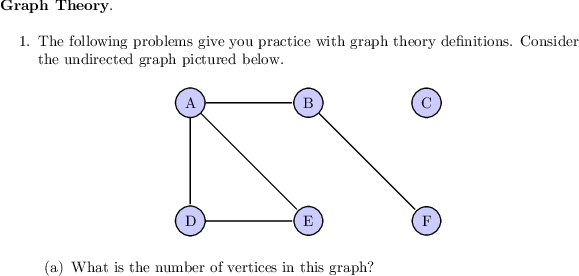 Graph Theory.
1. The following problems give you practice with graph theory definitions. Consider
the undirected graph pictured below.
A B C
D E F
(a) What is the number of vertices in this graph?